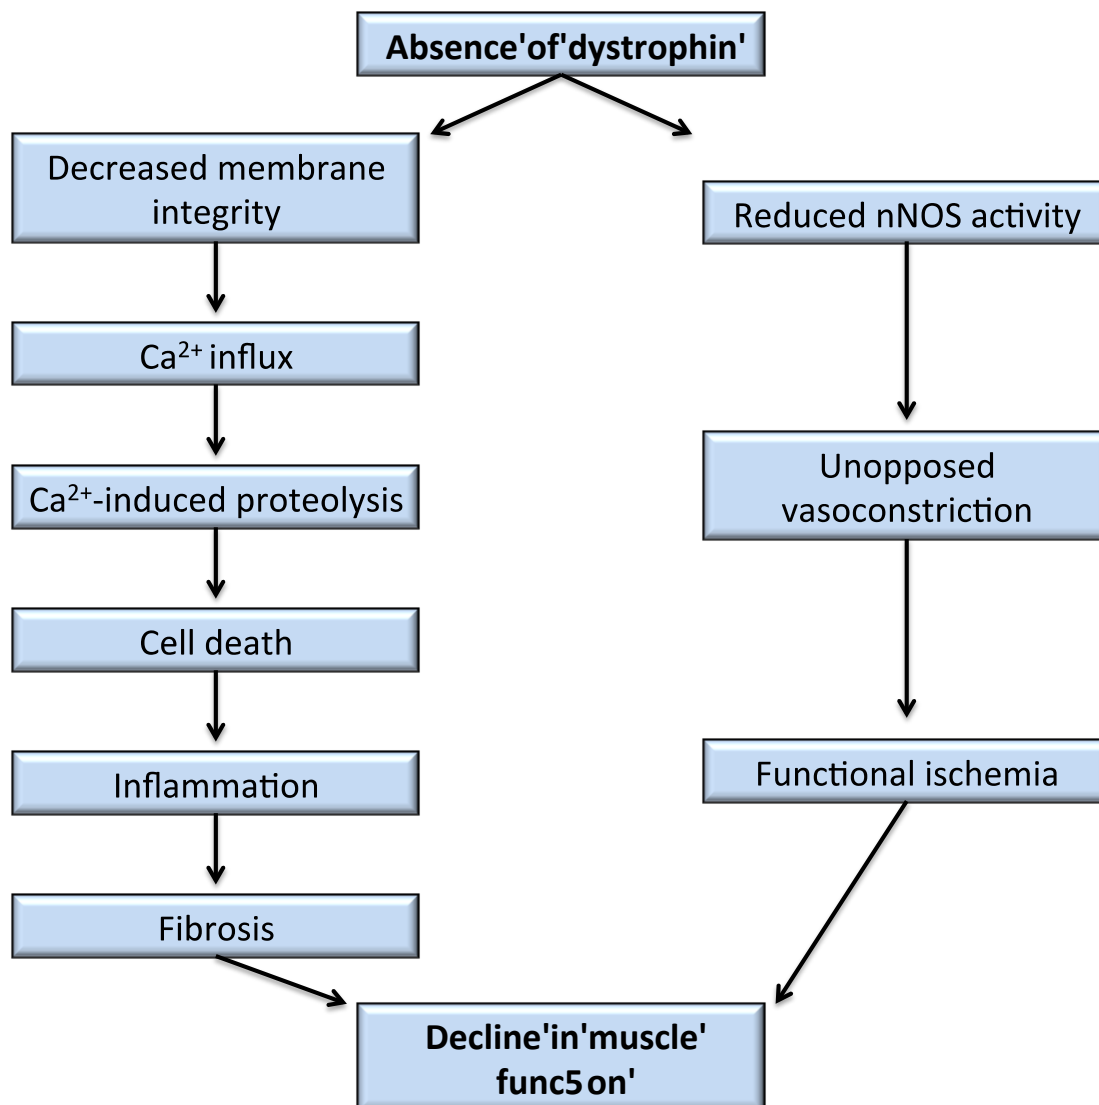 Absence'of'dystrophin'
Decreased membrane
integrity
Reduced nNOS activity
Ca²⁺ influx
Ca²⁺-induced proteolysis
Unopposed
vasoconstriction
Cell death
Inflammation
Functional ischemia
Fibrosis
Decline'in'muscle'
func5on'